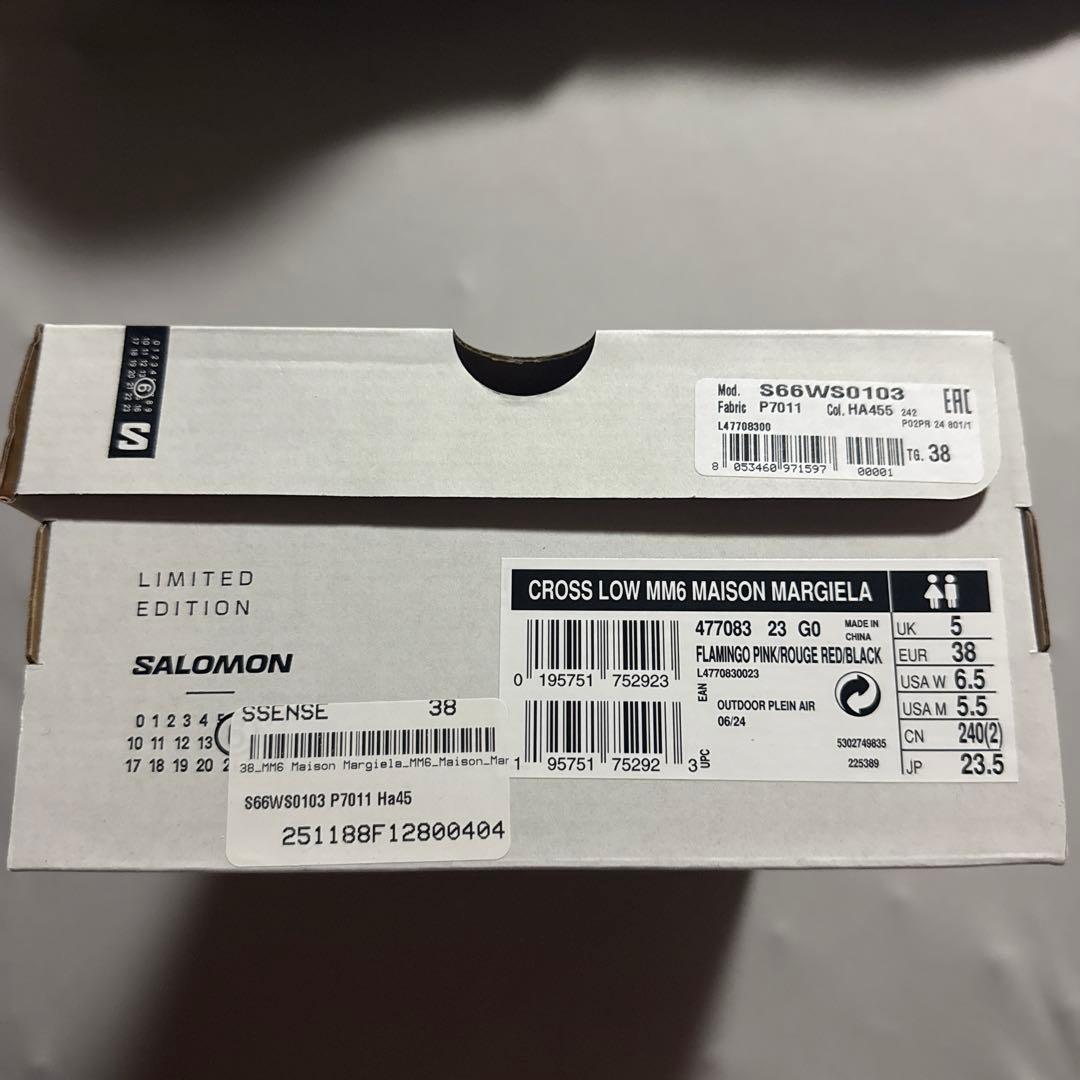 Mod. S66WS0103
Fabric P7011 Col. HA455 242
EAC
P02PR 24 801/1
L47708300
8 053460 971597
00001
TG. 38
LIMITED
EDITION
SALOMON
0 1 2 3 4
10 11 12 13
17 18 19 20
SSENSE 38
38_MM6 Maison Margiela_MM6_Maison_Mar
S66WS0103 P7011 Ha45
251188F12800404
CROSS LOW MM6 MAISON MARGIELA
477083 23 G0 MADE IN
CHINA
FLAMINGO PINK/ROUGE RED/BLACK
L4770830023
EAN
0 195751 752923
OUTDOOR PLEIN AIR
06/24
5302749835
225389
1 95751 75292 3
UPC
UK 5
EUR 38
USA W 6.5
USA M 5.5
CN 240(2)
JP 23.5